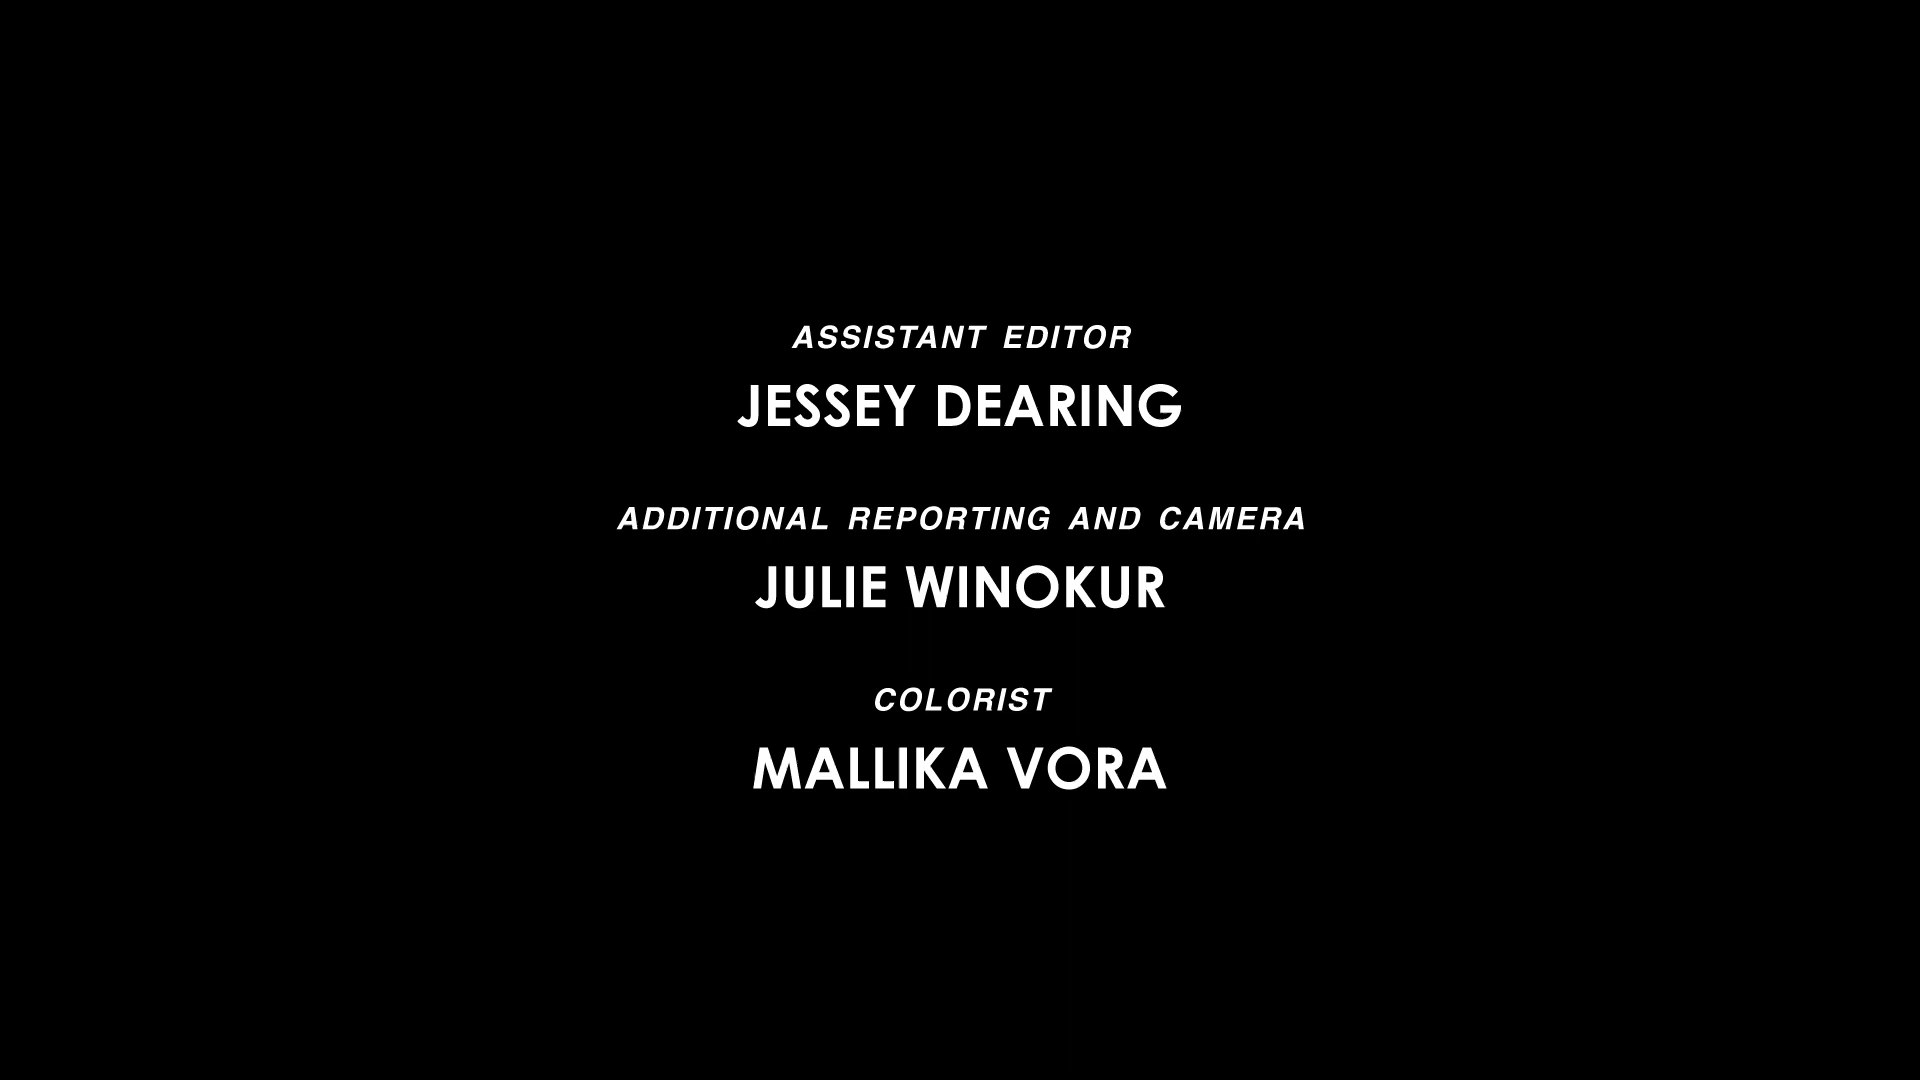 ASSISTANT EDITOR
JESSEY DEARING
ADDITIONAL REPORTING AND CAMERA
JULIE WINOKUR
COLORIST
MALLIKA VORA